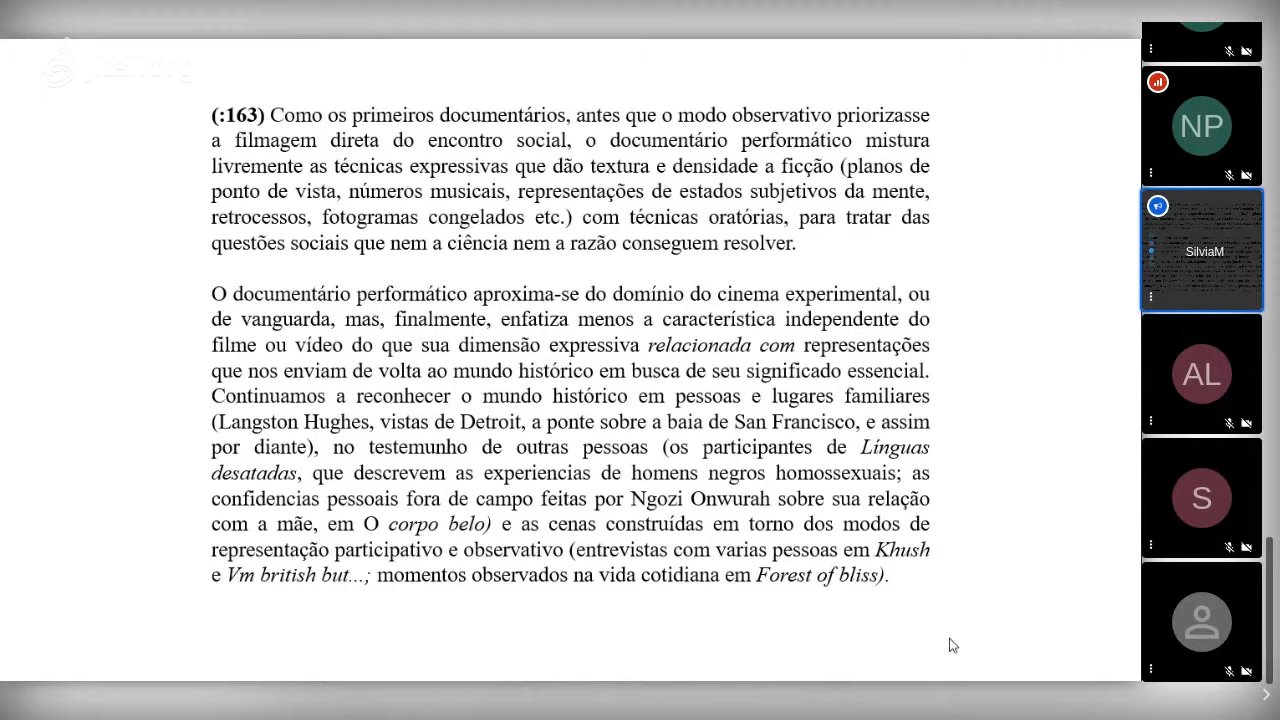 (:163) Como os primeiros documentários, antes que o modo observativo priorizasse
a filmagem direta do encontro social, o documentário performático mistura
livremente as técnicas expressivas que dão textura e densidade a ficção (planos de
ponto de vista, números musicais, representações de estados subjetivos da mente,
retrocessos, fotogramas congelados etc.) com técnicas oratórias, para tratar das
questões sociais que nem a ciência nem a razão conseguem resolver.
O documentário performático aproxima-se do domínio do cinema experimental, ou
de vanguarda, mas, finalmente, enfatiza menos a característica independente do
filme ou vídeo do que sua dimensão expressiva relacionada com representações
que nos enviam de volta ao mundo histórico em busca de seu significado essencial.
Continuamos a reconhecer o mundo histórico em pessoas e lugares familiares
(Langston Hughes, vistas de Detroit, a ponte sobre a baia de San Francisco, e assim
por diante), no testemunho de outras pessoas (os participantes de Línguas
desatadas, que descrevem as experiencias de homens negros homossexuais; as
confidencias pessoais fora de campo feitas por Ngozi Onwurah sobre sua relação
com a mãe, em O corpo belo) e as cenas construídas em torno dos modos de
representação participativo e observativo (entrevistas com varias pessoas em Khush
e Vm british but...; momentos observados na vida cotidiana em Forest of bliss).
NP
SilviaM
AL
S